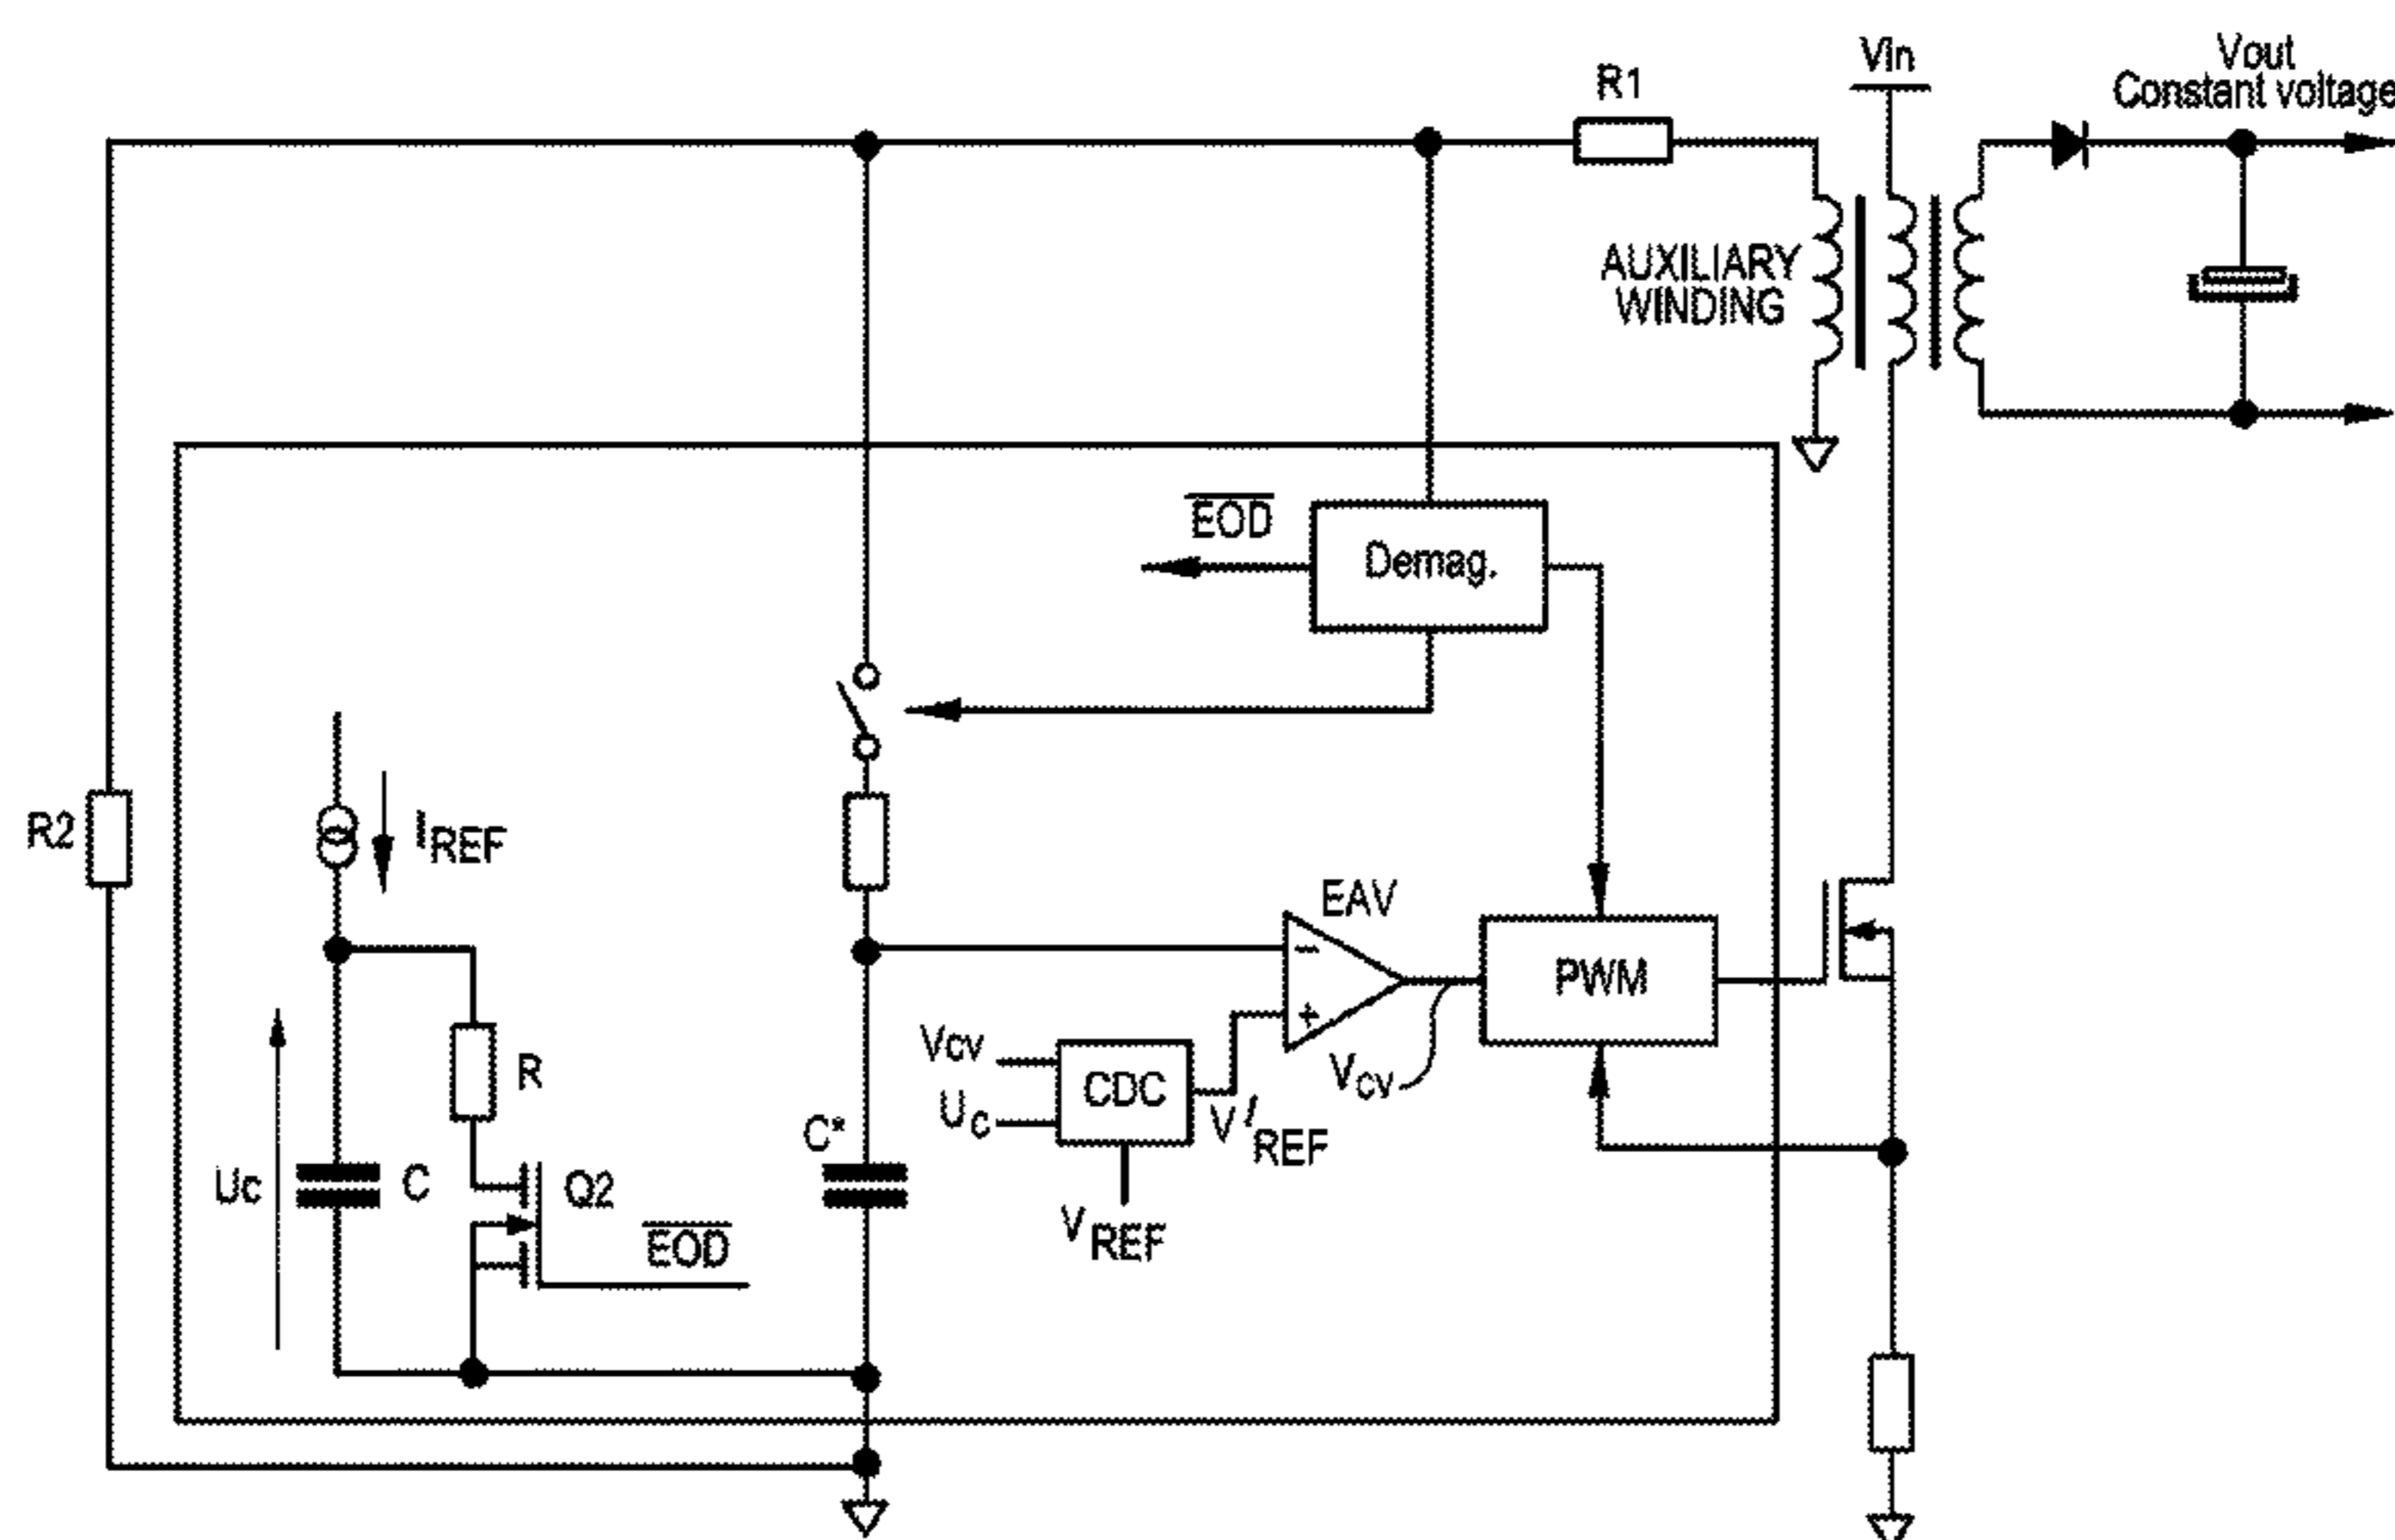 Vin
Vout
Constant voltage
R1
AUXILIARY
WINDING
EOD
Demag.
R2
IREF
EAV
PWM
Vcv
Uc
CDC
V'REF
VCV
R
C*
Uc
C
Q2
EOD
VREF